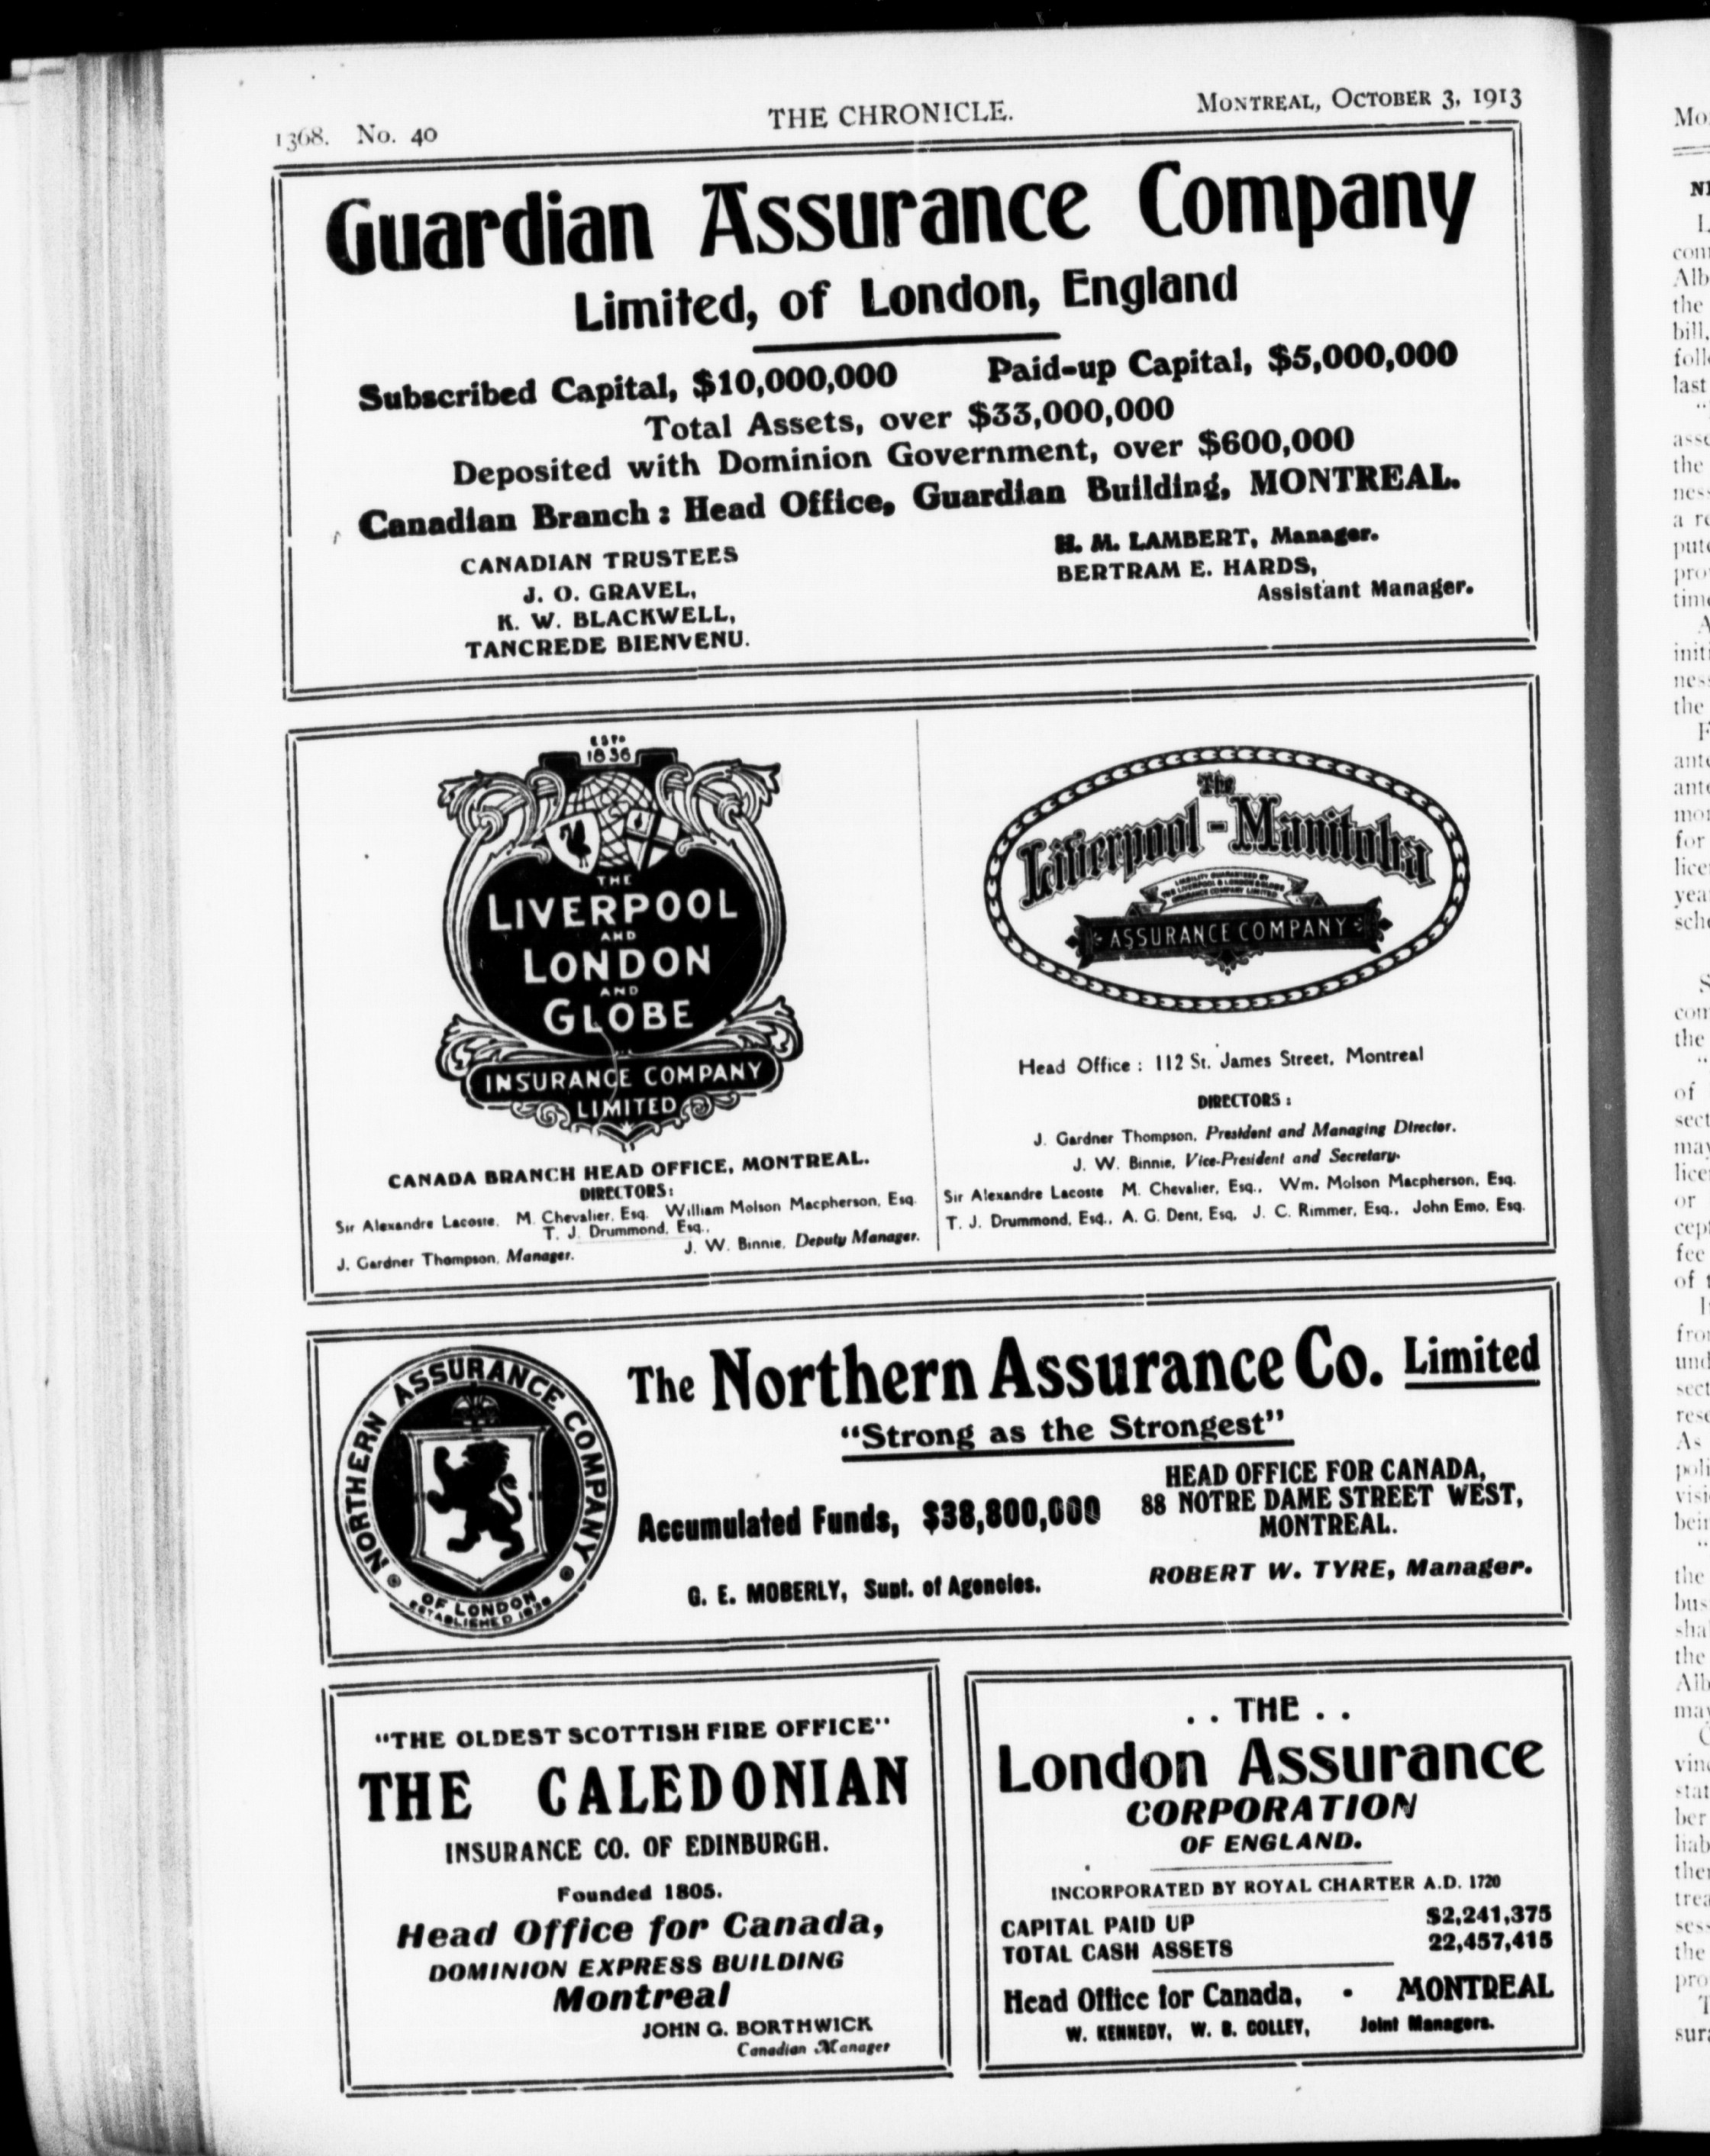 1368. No. 40
THE CHRONICLE.
MONTREAL, OCTOBER 3, 1913
Guardian Assurance Company
Limited, of London, England
Subscribed Capital, $10,000,000
Paid-up Capital, $5,000,000
Total Assets, over $33,000,000
Deposited with Dominion Government, over $600,000
Canadian Branch : Head Office, Guardian Building, MONTREAL.
CANADIAN TRUSTEES
J. O. GRAVEL,
K. W. BLACKWELL,
TANCREDE BIENVENU.
H. M. LAMBERT, Manager.
BERTRAM E. HARDS,
Assistant Manager.
ESTD
1836
THE
LIVERPOOL
AND
LONDON
AND
GLOBE
INSURANCE COMPANY
LIMITED
CANADA BRANCH HEAD OFFICE, MONTREAL.
DIRECTORS:
Sir Alexandre Lacoste. M. Chevalier, Esq. William Molson Macpherson, Esq.
T. J. Drummond, Esq.,
J. Gardner Thompson, Manager.
J. W. Binnie, Deputy Manager.
The
Liverpool-Manitoba
LIABILITY GUARANTEED BY
THE LIVERPOOL & LONDON & GLOBE
INSURANCE COMPANY LIMITED
ASSURANCE COMPANY
Head Office : 112 St. James Street, Montreal
DIRECTORS :
J. Gardner Thompson, President and Managing Director.
J. W. Binnie, Vice-President and Secretary.
Sir Alexandre Lacoste M. Chevalier, Esq., Wm. Molson Macpherson, Esq.
T. J. Drummond, Esq., A. G. Dent, Esq, J. C. Rimmer, Esq., John Emo, Esq.
NORTHERN ASSURANCE COMPANY
OF LONDON
ESTABLISHED 1836
The Northern Assurance Co. Limited
"Strong as the Strongest"
Accumulated Funds, $38,800,000
HEAD OFFICE FOR CANADA,
88 NOTRE DAME STREET WEST,
MONTREAL.
G. E. MOBERLY, Supt. of Agencies.
ROBERT W. TYRE, Manager.
"THE OLDEST SCOTTISH FIRE OFFICE"
THE CALEDONIAN
INSURANCE CO. OF EDINBURGH.
Founded 1805.
Head Office for Canada,
DOMINION EXPRESS BUILDING
Montreal
JOHN G. BORTHWICK
Canadian Manager
. . THE . .
London Assurance
CORPORATION
OF ENGLAND.
INCORPORATED BY ROYAL CHARTER A.D. 1720
CAPITAL PAID UP $2,241,375
TOTAL CASH ASSETS 22,457,415
Head Office for Canada, - MONTREAL
W. KENNEDY, W. B. COLLEY, Joint Managers.